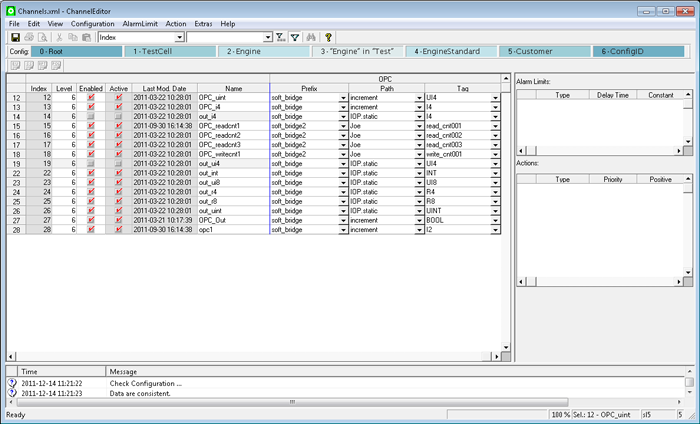 Channels.xml - ChannelEditor
File Edit View Configuration AlarmLimit Action Extras Help
Index
Config: 0 - Root 1 - TestCell 2 - Engine 3 - "Engine" in "Test" 4 - EngineStandard 5 - Customer 6 - ConfigID
OPC
Index Level Enabled Active Last Mod. Date Name Prefix Path Tag
12 12 6 2011-03-22 10:28:01 OPC_uint soft_bridge increment UI4
13 13 6 2011-03-22 10:28:01 OPC_i4 soft_bridge increment I4
14 14 6 2011-03-22 10:28:01 out_i4 soft_bridge IOP.static I4
15 15 6 2011-09-30 16:14:38 OPC_readcnt1 soft_bridge2 Joe read_cnt001
16 16 6 2011-03-22 10:28:01 OPC_readcnt2 soft_bridge2 Joe read_cnt002
17 17 6 2011-03-22 10:28:01 OPC_readcnt3 soft_bridge2 Joe read_cnt003
18 18 6 2011-03-22 10:28:01 OPC_writecnt1 soft_bridge2 Joe write_cnt001
19 19 6 2011-03-22 10:28:01 out_ui4 soft_bridge IOP.static UI4
22 22 6 2011-03-22 10:28:01 out_int soft_bridge IOP.static INT
23 23 6 2011-03-22 10:28:01 out_ui8 soft_bridge IOP.static UI8
24 24 6 2011-03-22 10:28:01 out_r4 soft_bridge IOP.static R4
25 25 6 2011-03-22 10:28:01 out_r8 soft_bridge IOP.static R8
26 26 6 2011-03-22 10:28:01 out_uint soft_bridge IOP.static UINT
27 27 6 2011-03-21 10:17:39 OPC_Out soft_bridge increment BOOL
28 28 6 2011-09-30 16:14:38 opc1 soft_bridge increment I2
Alarm Limits:
Type Delay Time Constant
Actions:
Type Priority Positive
Time Message
2011-12-14 11:21:22 Check Configuration ...
2011-12-14 11:21:23 Data are consistent.
Ready 100 % Sel.: 12 - OPC_uint sl5 5